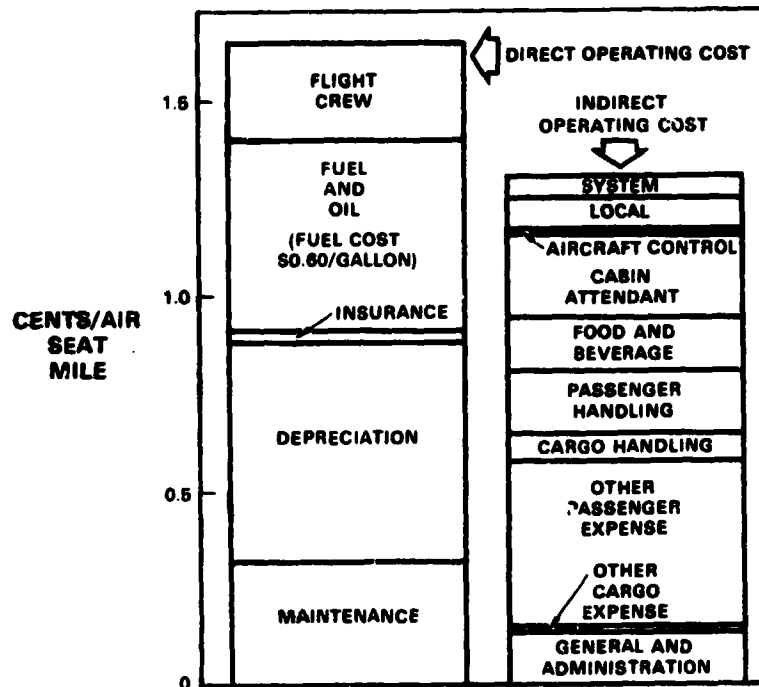 CENTS/AIR
SEAT
MILE
1.5
1.0
0.5
0
DIRECT OPERATING COST
FLIGHT
CREW
FUEL
AND
OIL
(FUEL COST
$0.60/GALLON)
INSURANCE
DEPRECIATION
MAINTENANCE
INDIRECT
OPERATING COST
SYSTEM
LOCAL
AIRCRAFT CONTROL
CABIN
ATTENDANT
FOOD AND
BEVERAGE
PASSENGER
HANDLING
CARGO HANDLING
OTHER
PASSENGER
EXPENSE
OTHER
CARGO
EXPENSE
GENERAL AND
ADMINISTRATION